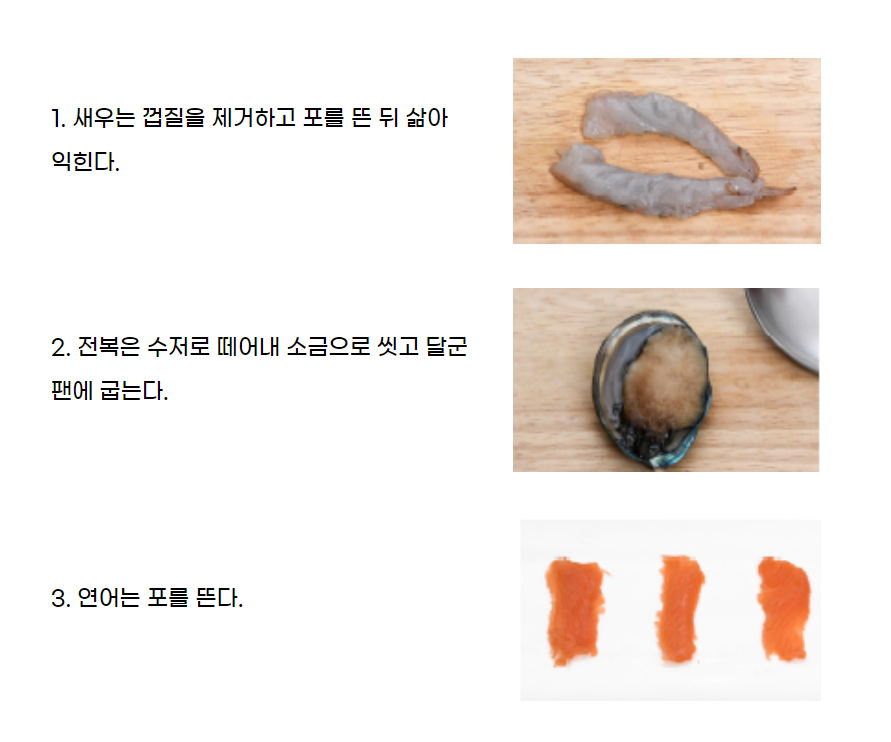 1. 새우는 껍질을 제거하고 포를 뜬 뒤 삶아
익힌다.
2. 전복은 수저로 떼어내 소금으로 씻고 달군
팬에 굽는다.
3. 연어는 포를 뜬다.